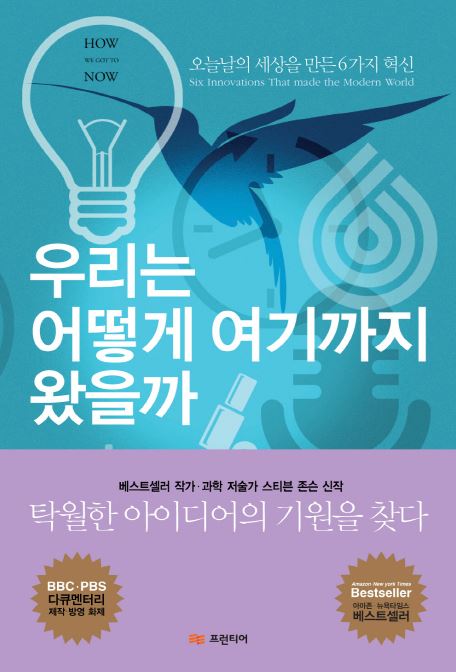 HOW
WE GOT TO
NOW
오늘날의 세상을 만든 6가지 혁신
Six Innovations That made the Modern World
우리는
어떻게 여기까지
왔을까
베스트셀러 작가·과학 저술가 스티븐 존슨 신작
탁월한 아이디어의 기원을 찾다
BBC·PBS
다큐멘터리
제작·방영 화제
Amazon New york Times
Bestseller
아마존 뉴욕타임스
베스트셀러
프런티어